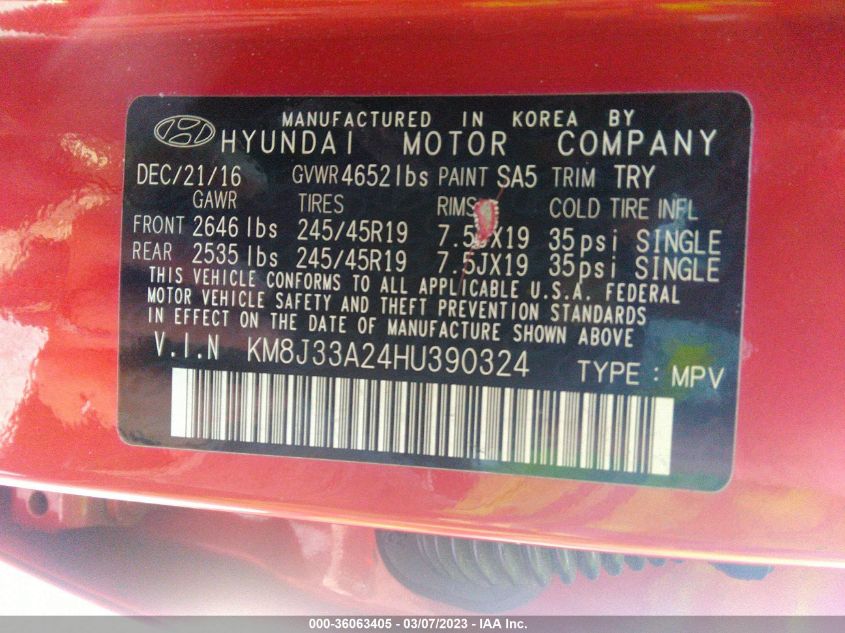 MANUFACTURED IN KOREA BY
HYUNDAI MOTOR COMPANY
DEC/21/16 GVWR 4652 lbs PAINT SA5 TRIM TRY
GAWR TIRES RIMS COLD TIRE INFL
FRONT 2646 lbs 245/45R19 7.5JX19 35psi SINGLE
REAR 2535 lbs 245/45R19 7.5JX19 35psi SINGLE
THIS VEHICLE CONFORMS TO ALL APPLICABLE U.S.A. FEDERAL
MOTOR VEHICLE SAFETY AND THEFT PREVENTION STANDARDS
IN EFFECT ON THE DATE OF MANUFACTURE SHOWN ABOVE
V.I.N KM8J33A24HU390324
TYPE : MPV
000-36063405 - 03/07/2023 - IAA Inc.